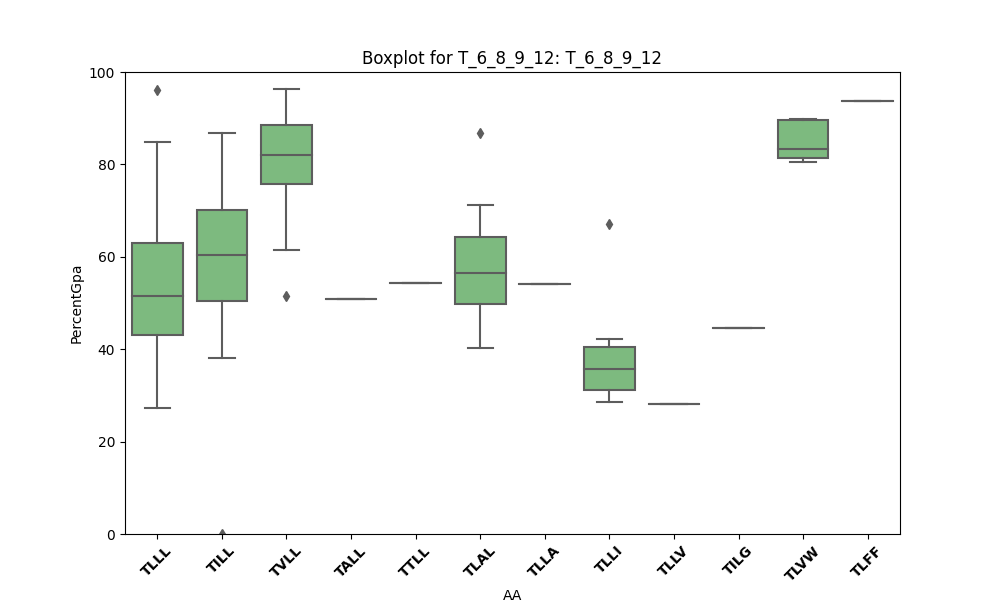 Boxplot for T_6_8_9_12: T_6_8_9_12
100
80
60
40
20
0
PercentGpa
TLLL TILL TVLL TALL TTLL TLAL TLLA TLLI TLLV TILG TLVW TLFF
AA